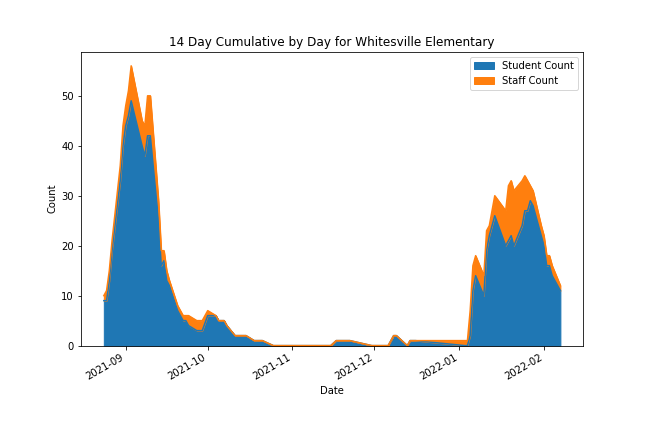 14 Day Cumulative by Day for Whitesville Elementary
Student Count
Staff Count
Count
50
40
30
20
10
0
2021-09
2021-10
2021-11
2021-12
2022-01
2022-02
Date